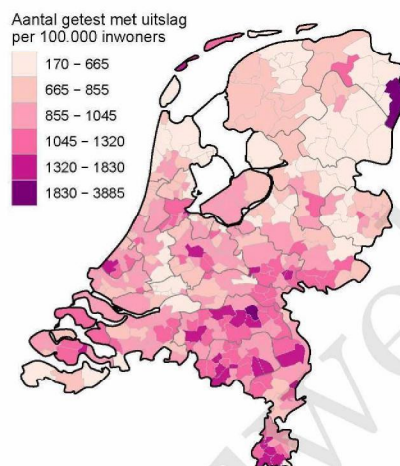 Aantal getest met uitslag
per 100.000 inwoners
170 – 665
665 – 855
855 – 1045
1045 – 1320
1320 – 1830
1830 – 3885